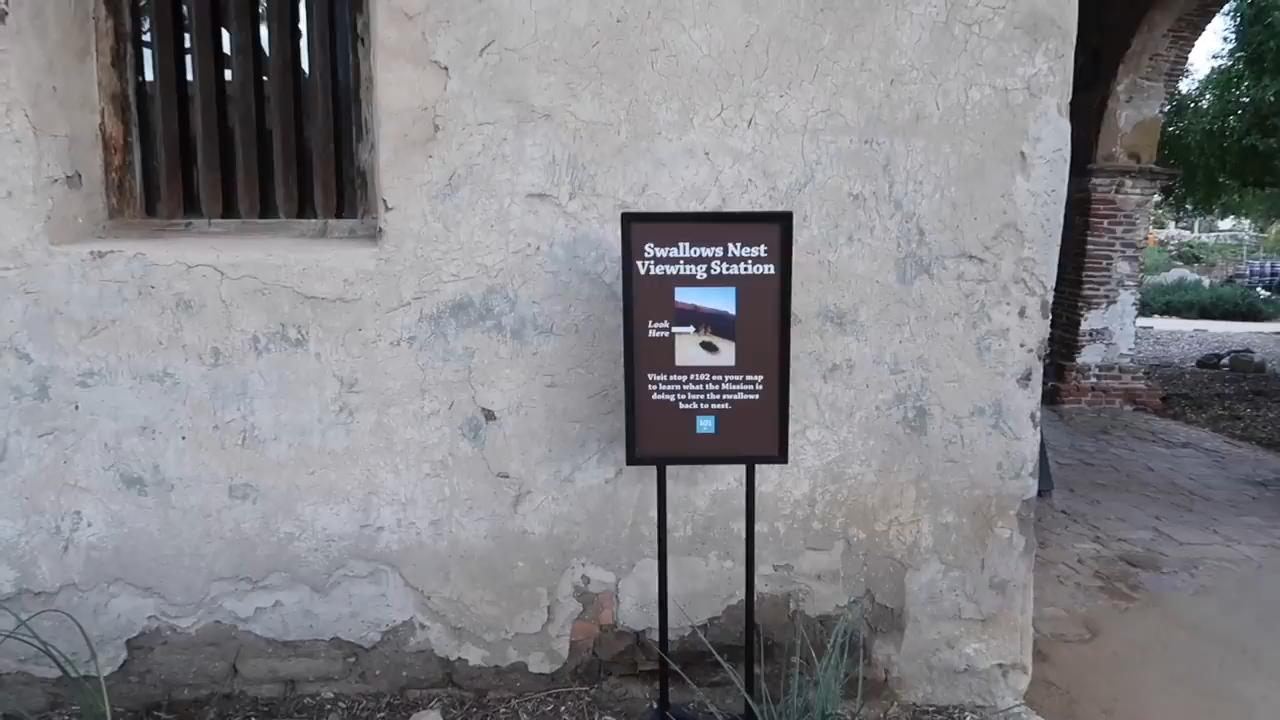 Swallows Nest
Viewing Station
Look
Here
Visit stop #102 on your map
to learn what the Mission is
doing to lure the swallows
back to nest.
101